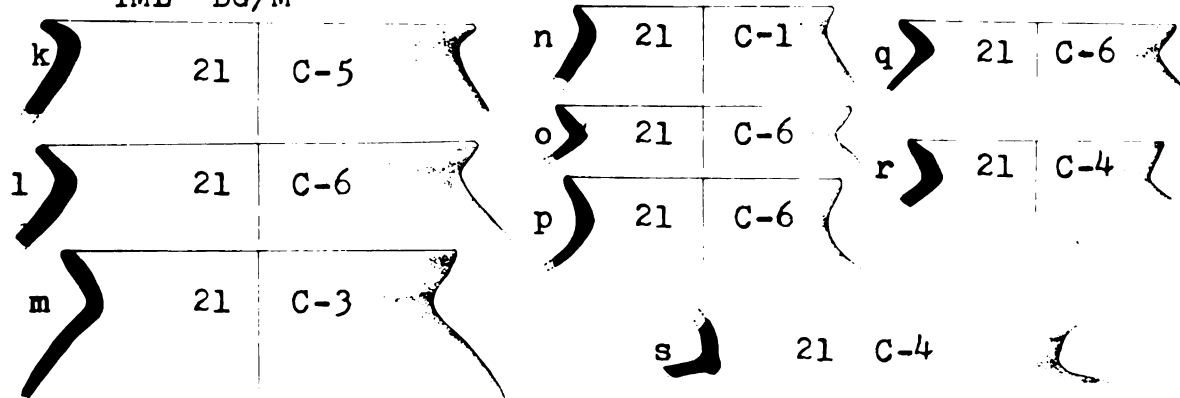 IML BG/M
k 21 C-5
l 21 C-6
m 21 C-3
n 21 C-1
o 21 C-6
p 21 C-6
q 21 C-6
r 21 C-4
s 21 C-4